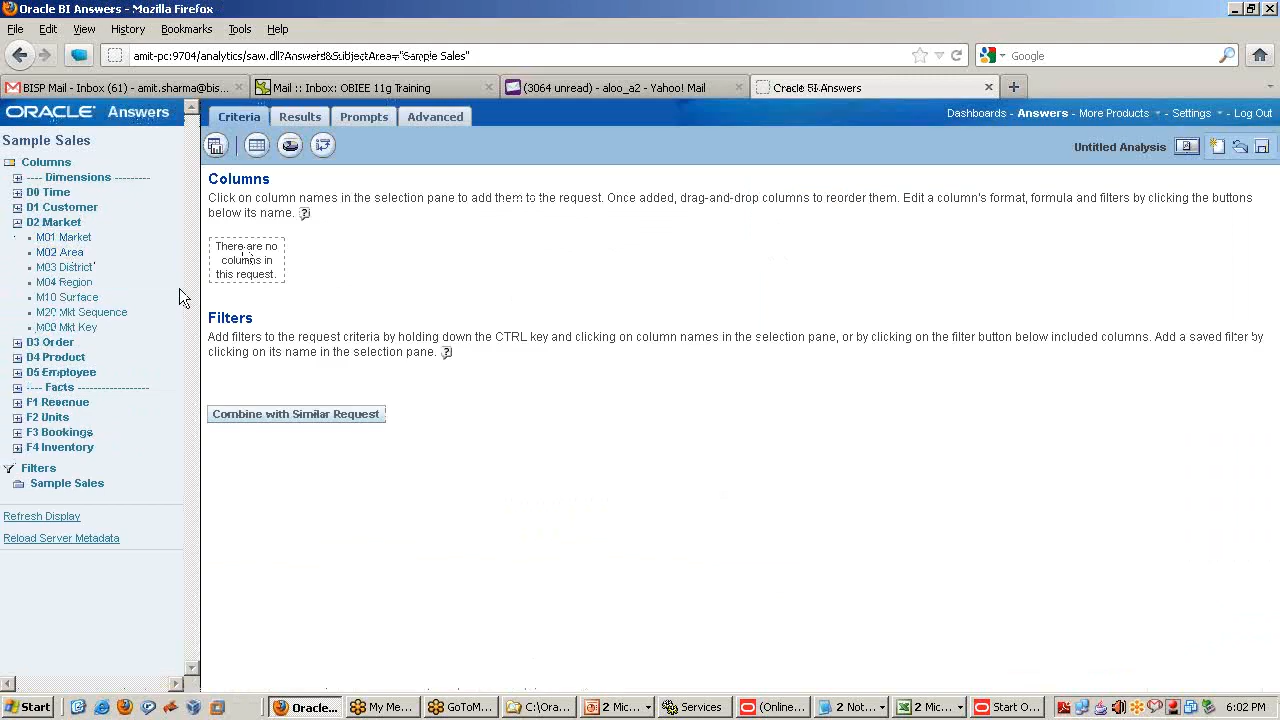 Oracle BI Answers - Mozilla Firefox
File Edit View History Bookmarks Tools Help
amit-pc:9704/analytics/saw.dll?Answers&SubjectArea="Sample Sales"
Google
BISP Mail - Inbox (61) - amit.sharma@bis...
Mail :: Inbox: OBIEE 11g Training
(3064 unread) - aloo_a2 - Yahoo! Mail
Oracle BI Answers
ORACLE Answers
Criteria Results Prompts Advanced
Dashboards - Answers - More Products - Settings - Log Out
Untitled Analysis
Sample Sales
Columns
---- Dimensions ---------
D0 Time
D1 Customer
D2 Market
M01 Market
M02 Area
M03 District
M04 Region
M10 Surface
M20 Mkt Sequence
M00 Mkt Key
D3 Order
D4 Product
D5 Employee
---- Facts ------------------
F1 Revenue
F2 Units
F3 Bookings
F4 Inventory
Filters
Sample Sales
Refresh Display
Reload Server Metadata
Columns
Click on column names in the selection pane to add them to the request. Once added, drag-and-drop columns to reorder them. Edit a column's format, formula and filters by clicking the buttons
below its name.
There are no
columns in
this request.
Filters
Add filters to the request criteria by holding down the CTRL key and clicking on column names in the selection pane, or by clicking on the filter button below included columns. Add a saved filter by
clicking on its name in the selection pane.
Combine with Similar Request
Start
Oracle...
My Me...
GoToM...
C:\Ora...
2 Mic...
Services
(Online...
2 Not...
2 Mic...
Start O...
6:02 PM